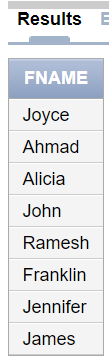 Results
FNAME
Joyce
Ahmad
Alicia
John
Ramesh
Franklin
Jennifer
James